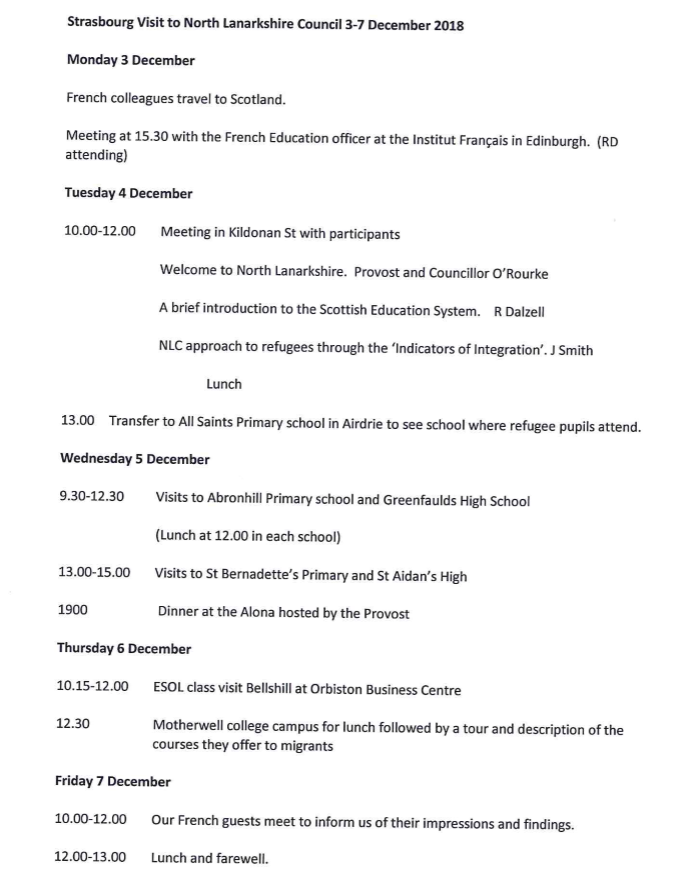 Strasbourg Visit to North Lanarkshire Council 3-7 December 2018
Monday 3 December
French colleagues travel to Scotland.
Meeting at 15.30 with the French Education officer at the Institut Français in Edinburgh. (RD
attending)
Tuesday 4 December
10.00-12.00 Meeting in Kildonan St with participants
Welcome to North Lanarkshire. Provost and Councillor O'Rourke
A brief introduction to the Scottish Education System. R Dalzell
NLC approach to refugees through the 'Indicators of Integration'. J Smith
Lunch
13.00 Transfer to All Saints Primary school in Airdrie to see school where refugee pupils attend.
Wednesday 5 December
9.30-12.30 Visits to Abronhill Primary school and Greenfaulds High School
(Lunch at 12.00 in each school)
13.00-15.00 Visits to St Bernadette's Primary and St Aidan's High
1900 Dinner at the Alona hosted by the Provost
Thursday 6 December
10.15-12.00 ESOL class visit Bellshill at Orbiston Business Centre
12.30 Motherwell college campus for lunch followed by a tour and description of the
courses they offer to migrants
Friday 7 December
10.00-12.00 Our French guests meet to inform us of their impressions and findings.
12.00-13.00 Lunch and farewell.